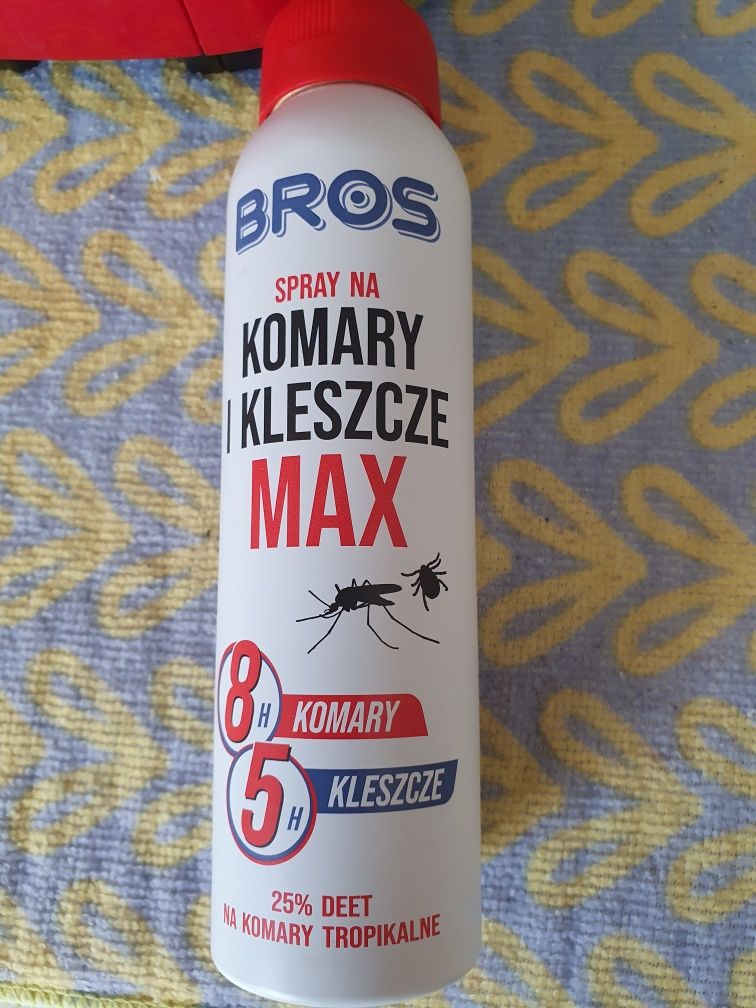 BROS
SPRAY NA
KOMARY
I KLESZCZE
MAX
8H KOMARY
5H KLESZCZE
25% DEET
NA KOMARY TROPIKALNE